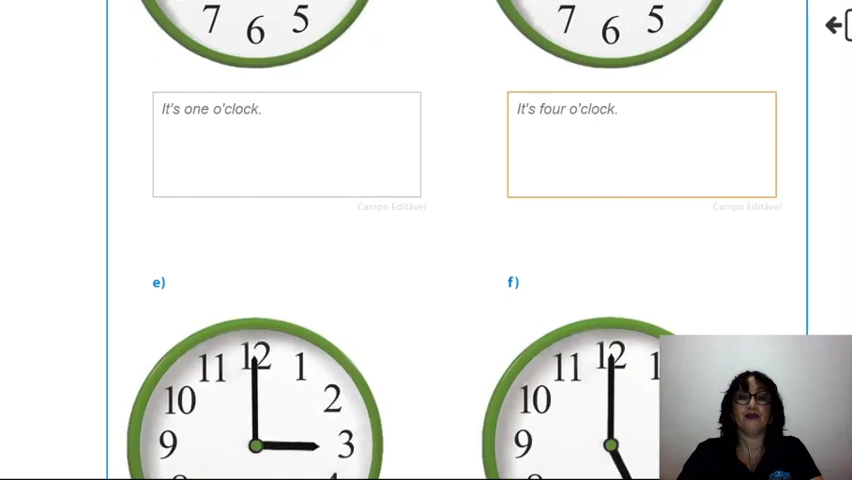 7 6 5
7 6 5
It's one o'clock.
It's four o'clock.
Campo Editável
Campo Editável
e)
f)
11 12 1
10 2
9 3
11 12 1
10
9